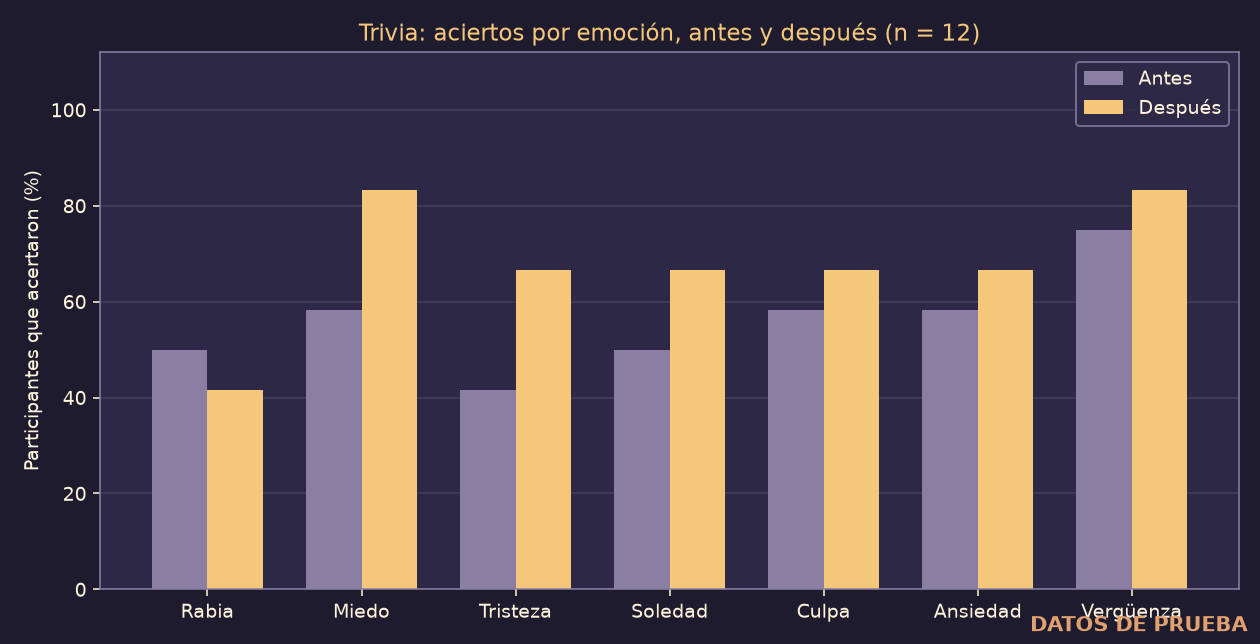 Trivia: aciertos por emoción, antes y después (n = 12)
Antes
Después
Participantes que acertaron (%)
100
80
60
40
20
0
Rabia Miedo Tristeza Soledad Culpa Ansiedad Vergüenza
DATOS DE PRUEBA